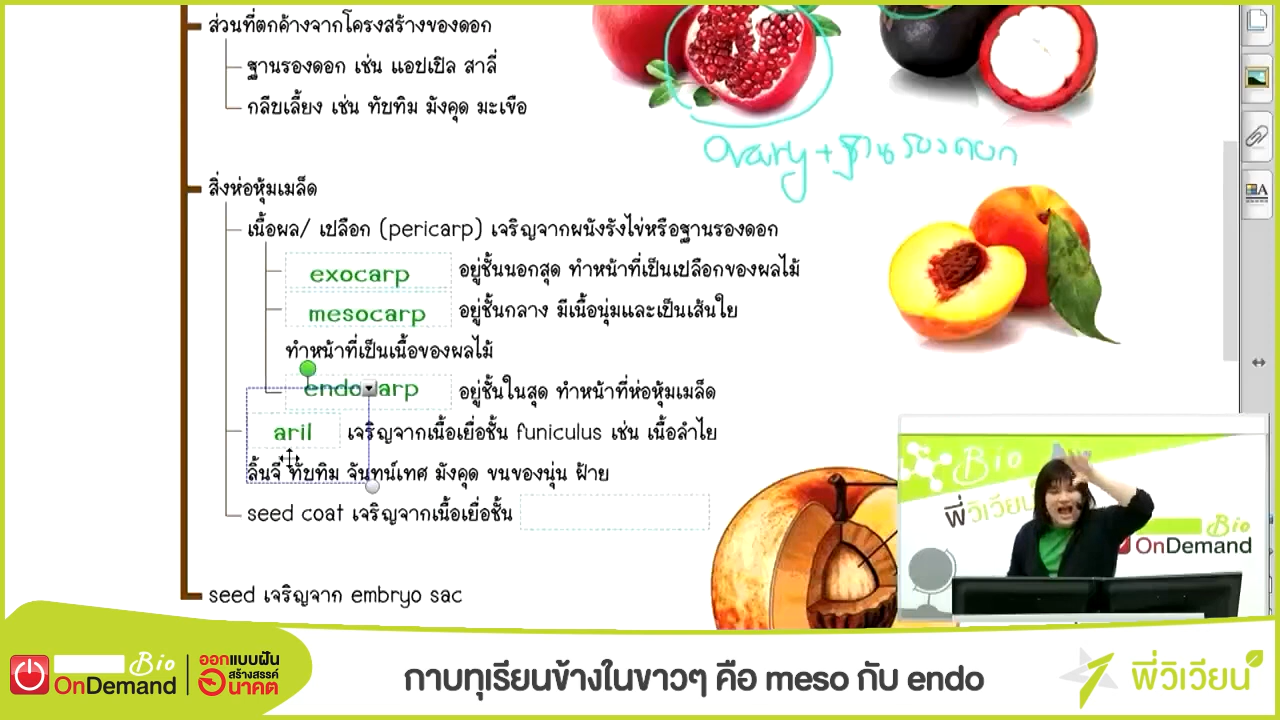 ส่วนที่ตกค้างจากโครงสร้างของดอก
ฐานรองดอก เช่น แอปเปิล สาลี่
กลีบเลี้ยง เช่น ทับทิม มังคุด มะเขือ
Ovary + ฐานรองดอก
สิ่งห่อหุ้มเมล็ด
เนื้อผล/ เปลือก (pericarp) เจริญจากผนังรังไข่หรือฐานรองดอก
exocarp อยู่ชั้นนอกสุด ทำหน้าที่เป็นเปลือกของผลไม้
mesocarp อยู่ชั้นกลาง มีเนื้อนุ่มและเป็นเส้นใย
ทำหน้าที่เป็นเนื้อของผลไม้
endocarp อยู่ชั้นในสุด ทำหน้าที่ห่อหุ้มเมล็ด
aril เจริญจากเนื้อเยื่อชั้น funiculus เช่น เนื้อลำไย
ลิ้นจี่ ทับทิม จันทน์เทศ มังคุด ขนของนุ่น ฝ้าย
seed coat เจริญจากเนื้อเยื่อชั้น
seed เจริญจาก embryo sac
Bio
พี่วิเวียน
Bio
OnDemand
Bio
OnDemand
ออกแบบฝัน
สร้างสรรค์
อนาคต
กาบทุเรียนข้างในขาวๆ คือ meso กับ endo
พี่วิเวียน